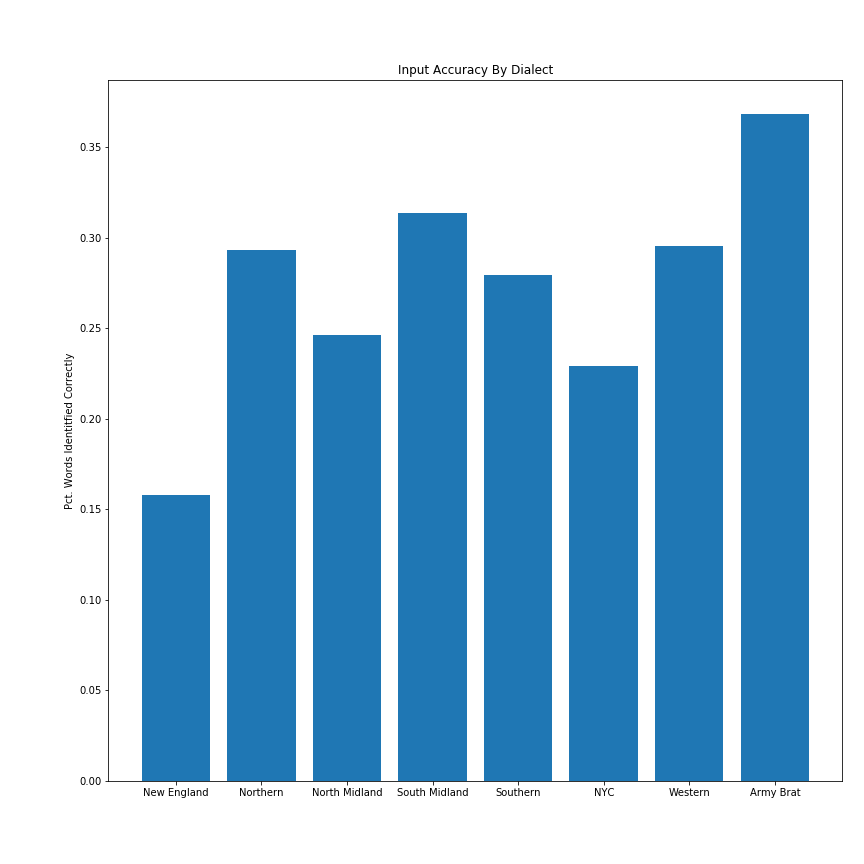 Input Accuracy By Dialect
Pct. Words Identitfied Correctly
0.35
0.30
0.25
0.20
0.15
0.10
0.05
0.00
New England Northern North Midland South Midland Southern NYC Western Army Brat